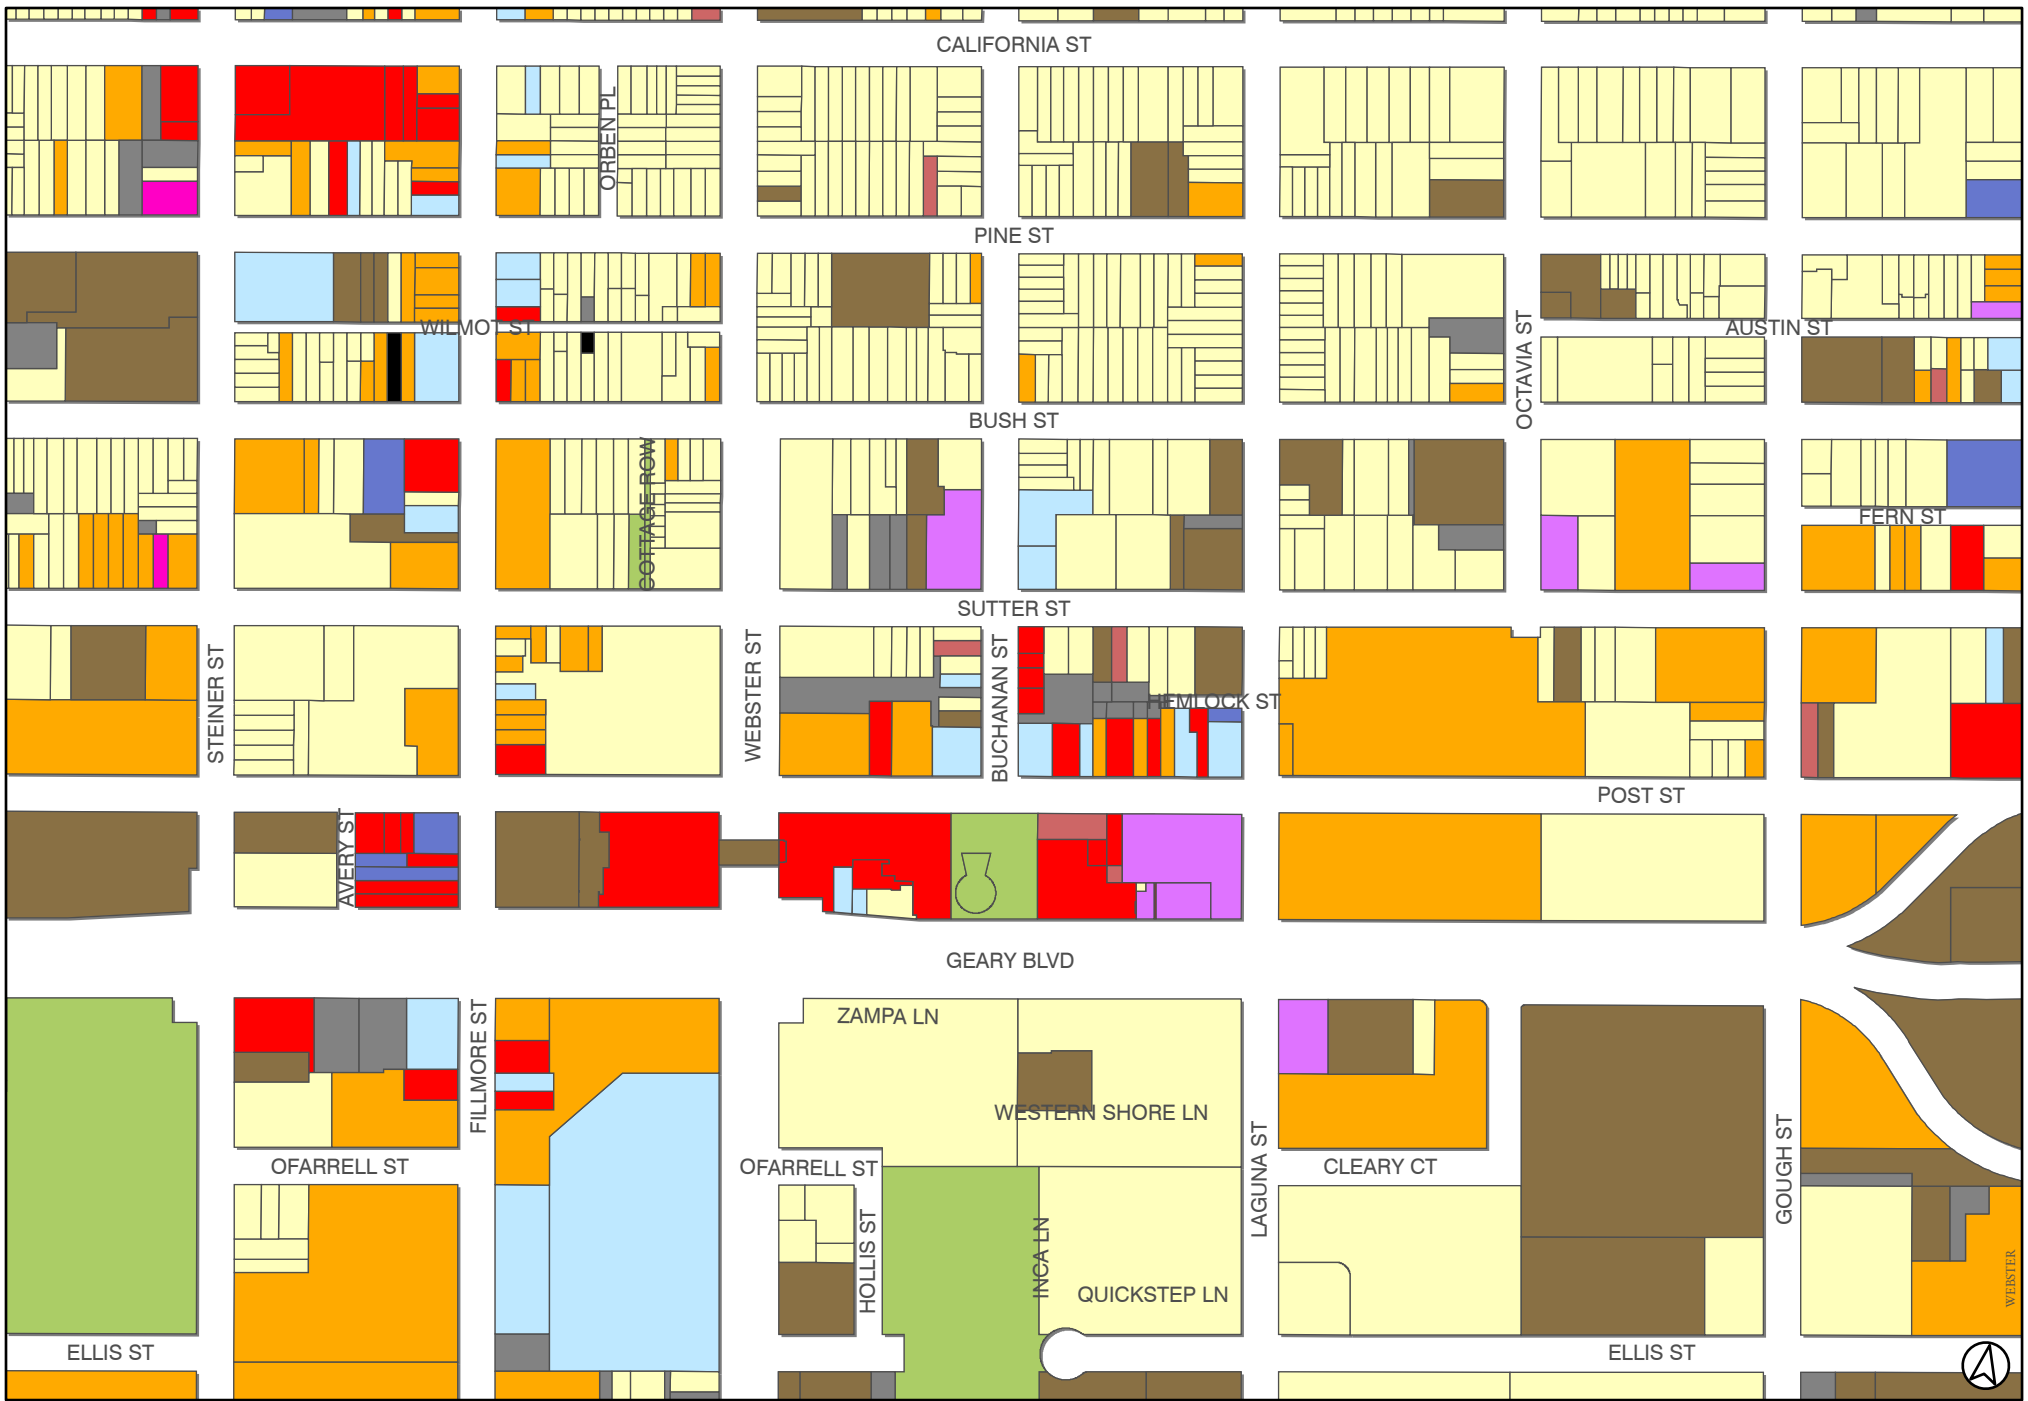 CALIFORNIA ST
ORBEN PL
PINE ST
WILMOT ST
AUSTIN ST
OCTAVIA ST
BUSH ST
COTTAGE ROW
FERN ST
SUTTER ST
STEINER ST
WEBSTER ST
BUCHANAN ST
HEMLOCK ST
POST ST
AVERY ST
GEARY BLVD
FILLMORE ST
ZAMPA LN
WESTERN SHORE LN
LAGUNA ST
GOUGH ST
OFARRELL ST
OFARRELL ST
CLEARY CT
HOLLIS ST
INCA LN
QUICKSTEP LN
WEBSTER
ELLIS ST
ELLIS ST